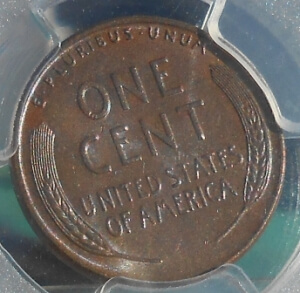 E·PLURIBUS·UNUM
ONE
CENT
UNITED STATES
OF AMERICA